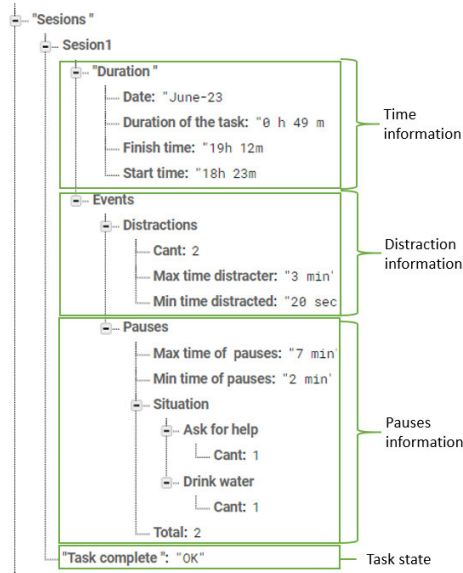 "Sesions "
Sesion1
"Duration "
Date: "June-23
Duration of the task: "0 h 49 m
Finish time: "19h 12m
Start time: "18h 23m
Time
information
Events
Distractions
Cant: 2
Max time distracter: "3 min'
Min time distracted: "20 sec
Distraction
information
Pauses
Max time of pauses: "7 min'
Min time of pauses: "2 min'
Situation
Ask for help
Cant: 1
Drink water
Cant: 1
Total: 2
Pauses
information
"Task complete ": "OK"
Task state